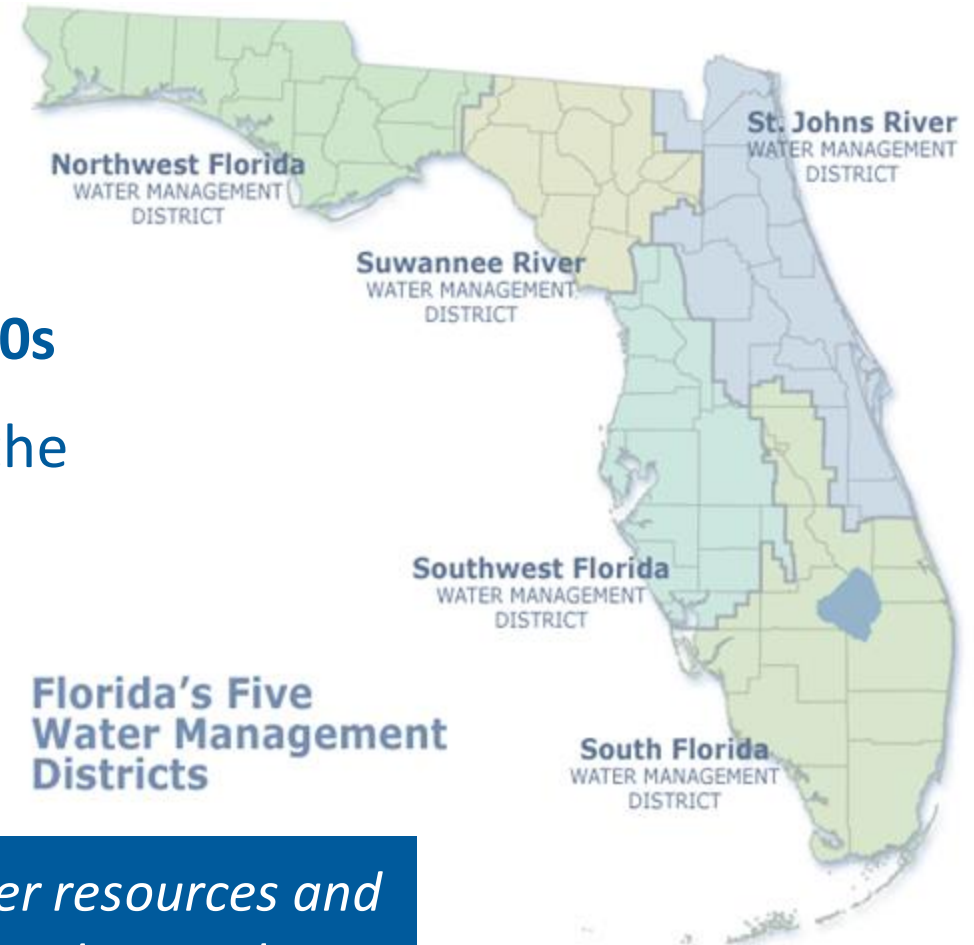 St. Johns River
WATER MANAGEMENT
DISTRICT
Northwest Florida
WATER MANAGEMENT
DISTRICT
Suwannee River
WATER MANAGEMENT
DISTRICT
0s
he
Southwest Florida
WATER MANAGEMENT
DISTRICT
Florida's Five
Water Management
Districts
South Florida
WATER MANAGEMENT
DISTRICT
er resources and